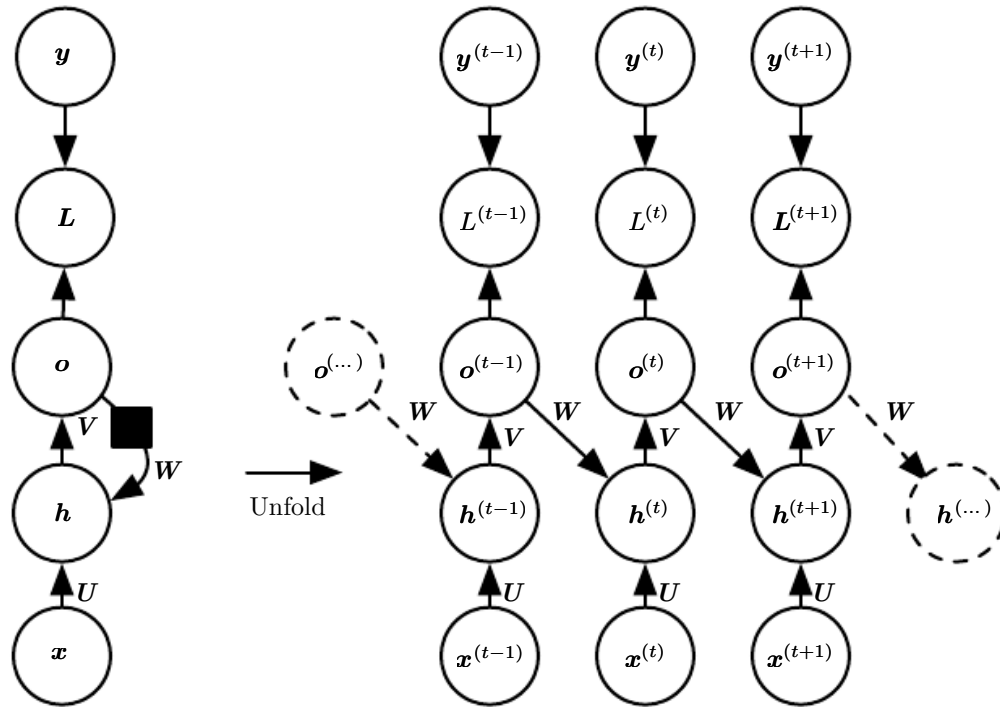 y y^(t−1) y^(t) y^(t+1)
L L^(t−1) L^(t) L^(t+1)
o o^(...) o^(t−1) o^(t) o^(t+1)
W W W W
V V V V
W
h h^(t−1) h^(t) h^(t+1) h^(...)
Unfold
U U U U
x x^(t−1) x^(t) x^(t+1)